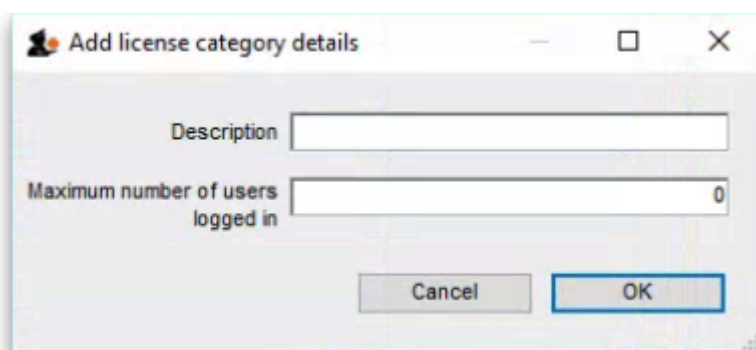 Add license category details
Description
Maximum number of users
logged in
0
Cancel
OK